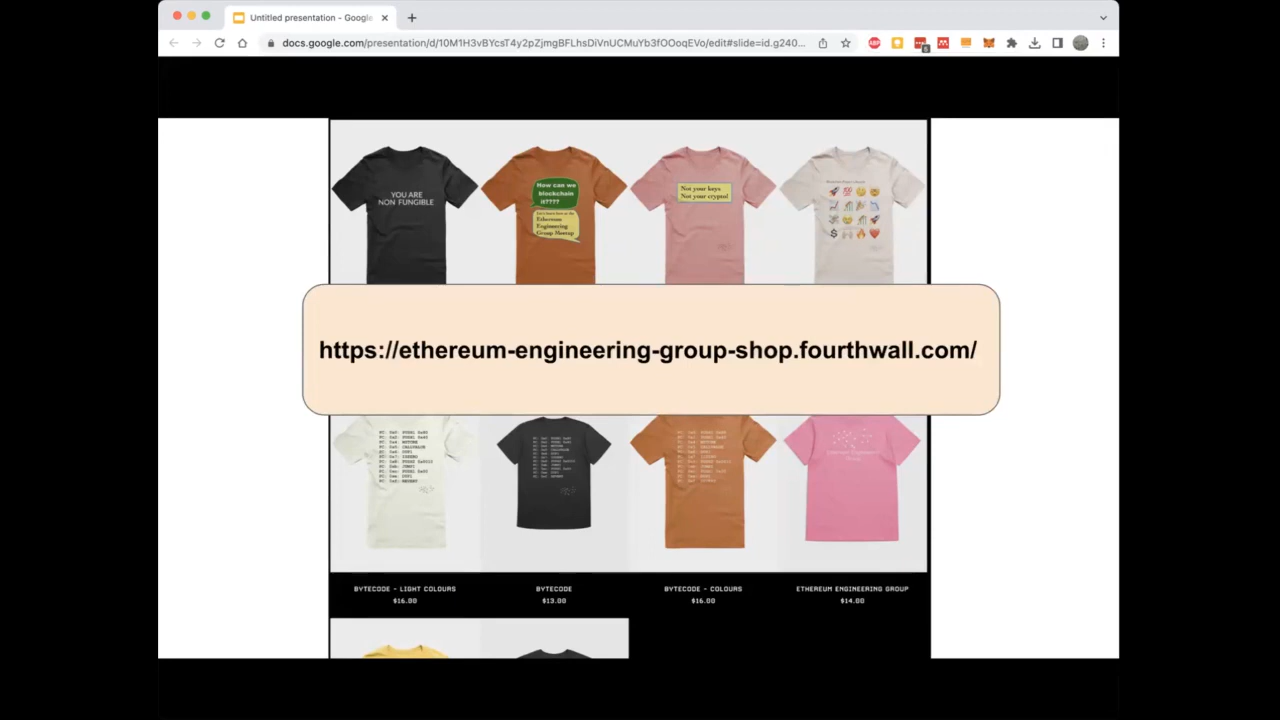 Untitled presentation - Google
docs.google.com/presentation/d/10M1H3vBYcsT4y2pZjmgBFLhsDiVnUCMuYb3fOOoqEVo/edit#slide=id.g240...
ABP
5
YOU ARE
NON FUNGIBLE
How can we
blockchain
it????
Ethereum
Engineering
Group Meetup
Not your keys
Not your crypto!
https://ethereum-engineering-group-shop.fourthwall.com/
BYTECODE - LIGHT COLOURS
BYTECODE
BYTECODE - COLOURS
ETHEREUM ENGINEERING GROUP
$16.00
$13.00
$16.00
$14.00